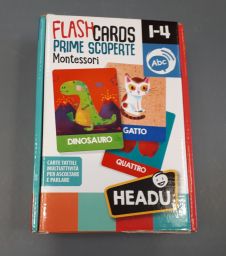 FLASHCARDS
1-4
PRIME SCOPERTE
Montessori
Abc
GATTO
DINOSAURO
QUATTRO
CARTE TATTILI
MULTIATTIVITÀ
PER ASCOLTARE
E PARLARE
HEADU